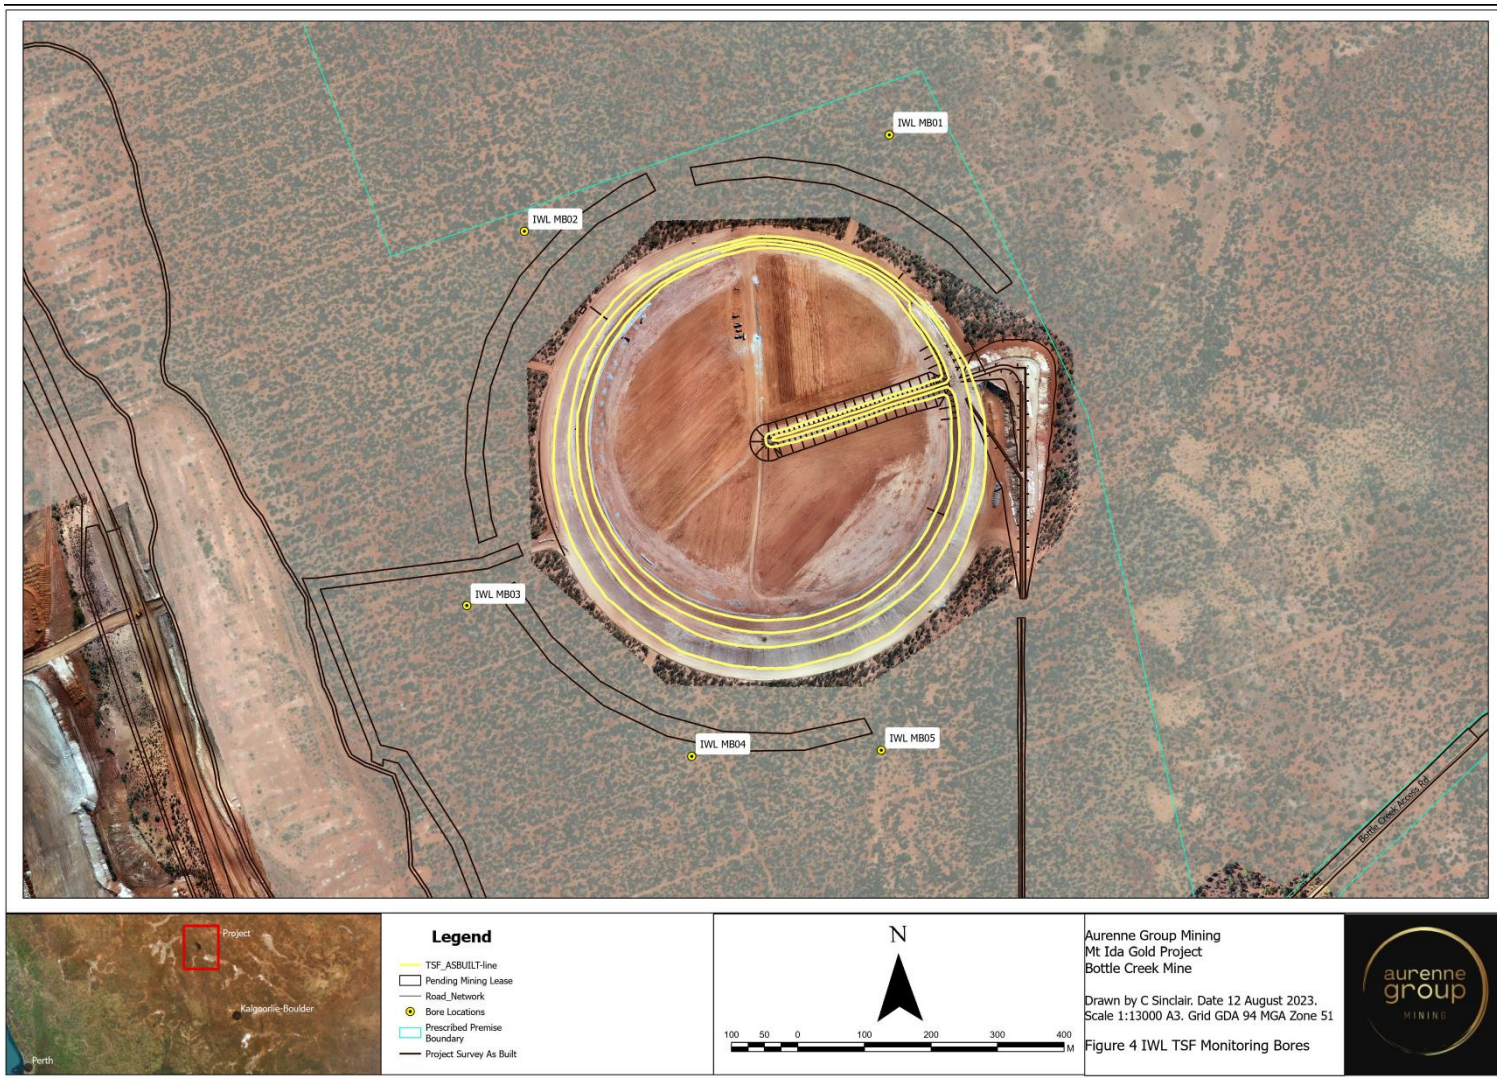 IWL MB01
IWL MB02
IWL MB03
IWL MB04
IWL MB05
Bottle Creek Access Rd
Project
Kalgoorlie-Boulder
Perth
Legend
TSF_ASBUILT-line
Pending Mining Lease
Road_Network
Bore Locations
Prescribed Premise
Boundary
Project Survey As Built
N
100 50 0 100 200 300 400
M
Aurenne Group Mining
Mt Ida Gold Project
Bottle Creek Mine
Drawn by C Sinclair. Date 12 August 2023.
Scale 1:13000 A3. Grid GDA 94 MGA Zone 51
Figure 4 IWL TSF Monitoring Bores
aurenne
group
MINING